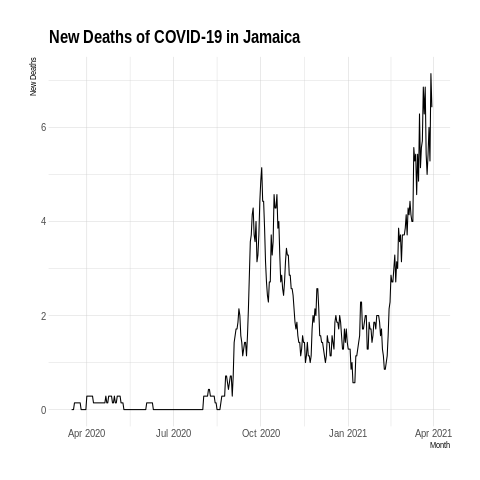 New Deaths of COVID-19 in Jamaica
New Deaths
6
4
2
0
Apr 2020 Jul 2020 Oct 2020 Jan 2021 Apr 2021
Month